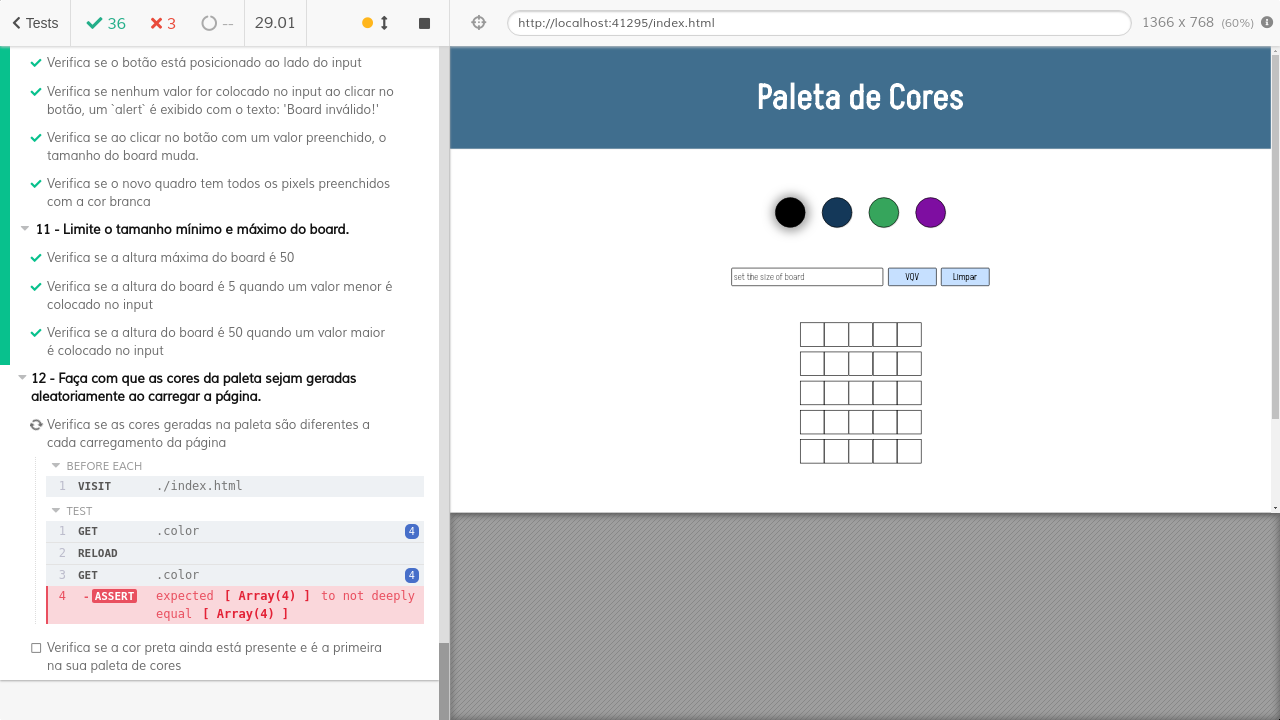 Tests
36
3
--
29.01
http://localhost:41295/index.html
1366 x 768 (60%)
Verifica se o botão está posicionado ao lado do input
Verifica se nenhum valor for colocado no input ao clicar no
botão, um `alert` é exibido com o texto: 'Board inválido!'
Verifica se ao clicar no botão com um valor preenchido, o
tamanho do board muda.
Verifica se o novo quadro tem todos os pixels preenchidos
com a cor branca
11 - Limite o tamanho mínimo e máximo do board.
Verifica se a altura máxima do board é 50
Verifica se a altura do board é 5 quando um valor menor é
colocado no input
Verifica se a altura do board é 50 quando um valor maior
é colocado no input
12 - Faça com que as cores da paleta sejam geradas
aleatoriamente ao carregar a página.
Verifica se as cores geradas na paleta são diferentes a
cada carregamento da página
BEFORE EACH
1 VISIT ./index.html
TEST
1 GET .color 4
2 RELOAD
3 GET .color 4
4 -ASSERT expected [ Array(4) ] to not deeply
equal [ Array(4) ]
Verifica se a cor preta ainda está presente e é a primeira
na sua paleta de cores
Paleta de Cores
set the size of board
VQV
Limpar